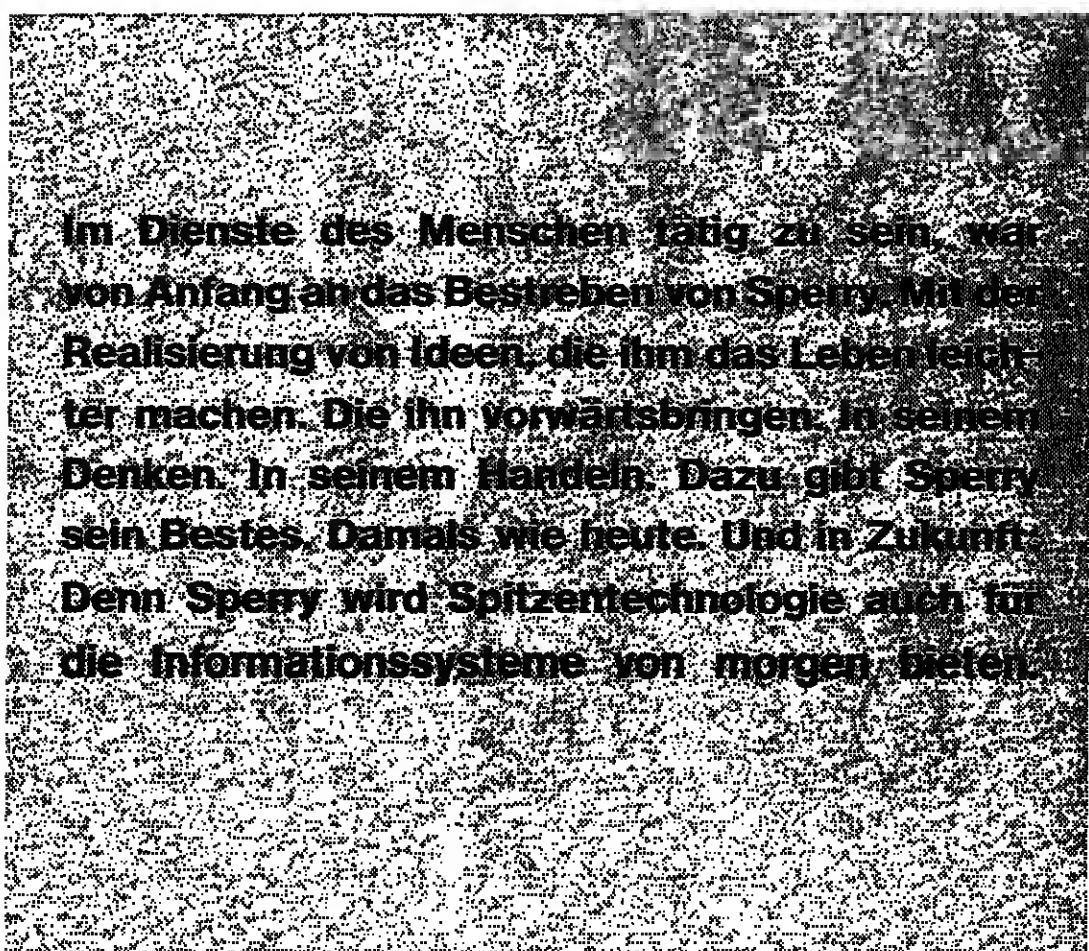 Im Dienste des Menschen tätig zu sein, war
von Anfang an das Bestreben von Sperry. Mit der
Realisierung von Ideen, die ihm das Leben leich-
ter machen. Die ihn vorwärtsbringen. In seinem
Denken. In seinem Handeln. Dazu gibt Sperry
sein Bestes. Damals wie heute. Und in Zukunft.
Denn Sperry wird Spitzentechnologie auch für
die Informationssysteme von morgen bieten.